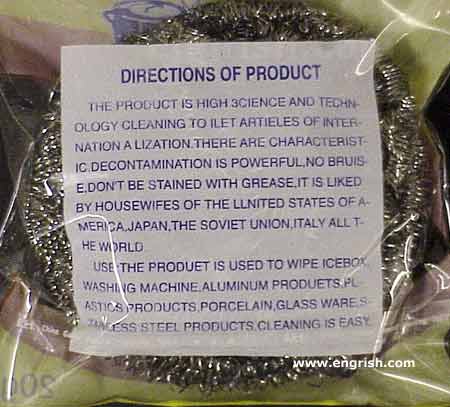 DIRECTIONS OF PRODUCT
THE PRODUCT IS HIGH 3CIENCE AND TECHN-
OLOGY CLEANING TO ILET ARTIELES OF INTER-
NATION A LIZATION.THERE ARE CHARACTERIST-
IC.DECONTAMINATION IS POWERFUL,NO BRUIS-
E,DON'T BE STAINED WITH GREASE,IT IS LIKED
BY HOUSEWIFES OF THE LLNITED STATES OF A-
MERICA,JAPAN,THE SOVIET UNION,ITALY ALL T-
HE WORLD
USE:THE PRODUET IS USED TO WIPE ICEBOX,
WASHING MACHINE,ALUMINUM PRODUETS,PL-
ASTICS PRODUCTS,PORCELAIN,GLASS WARE,S-
TAINLESS STEEL PRODUCTS,CLEANING IS EASY.
www.engrish.com